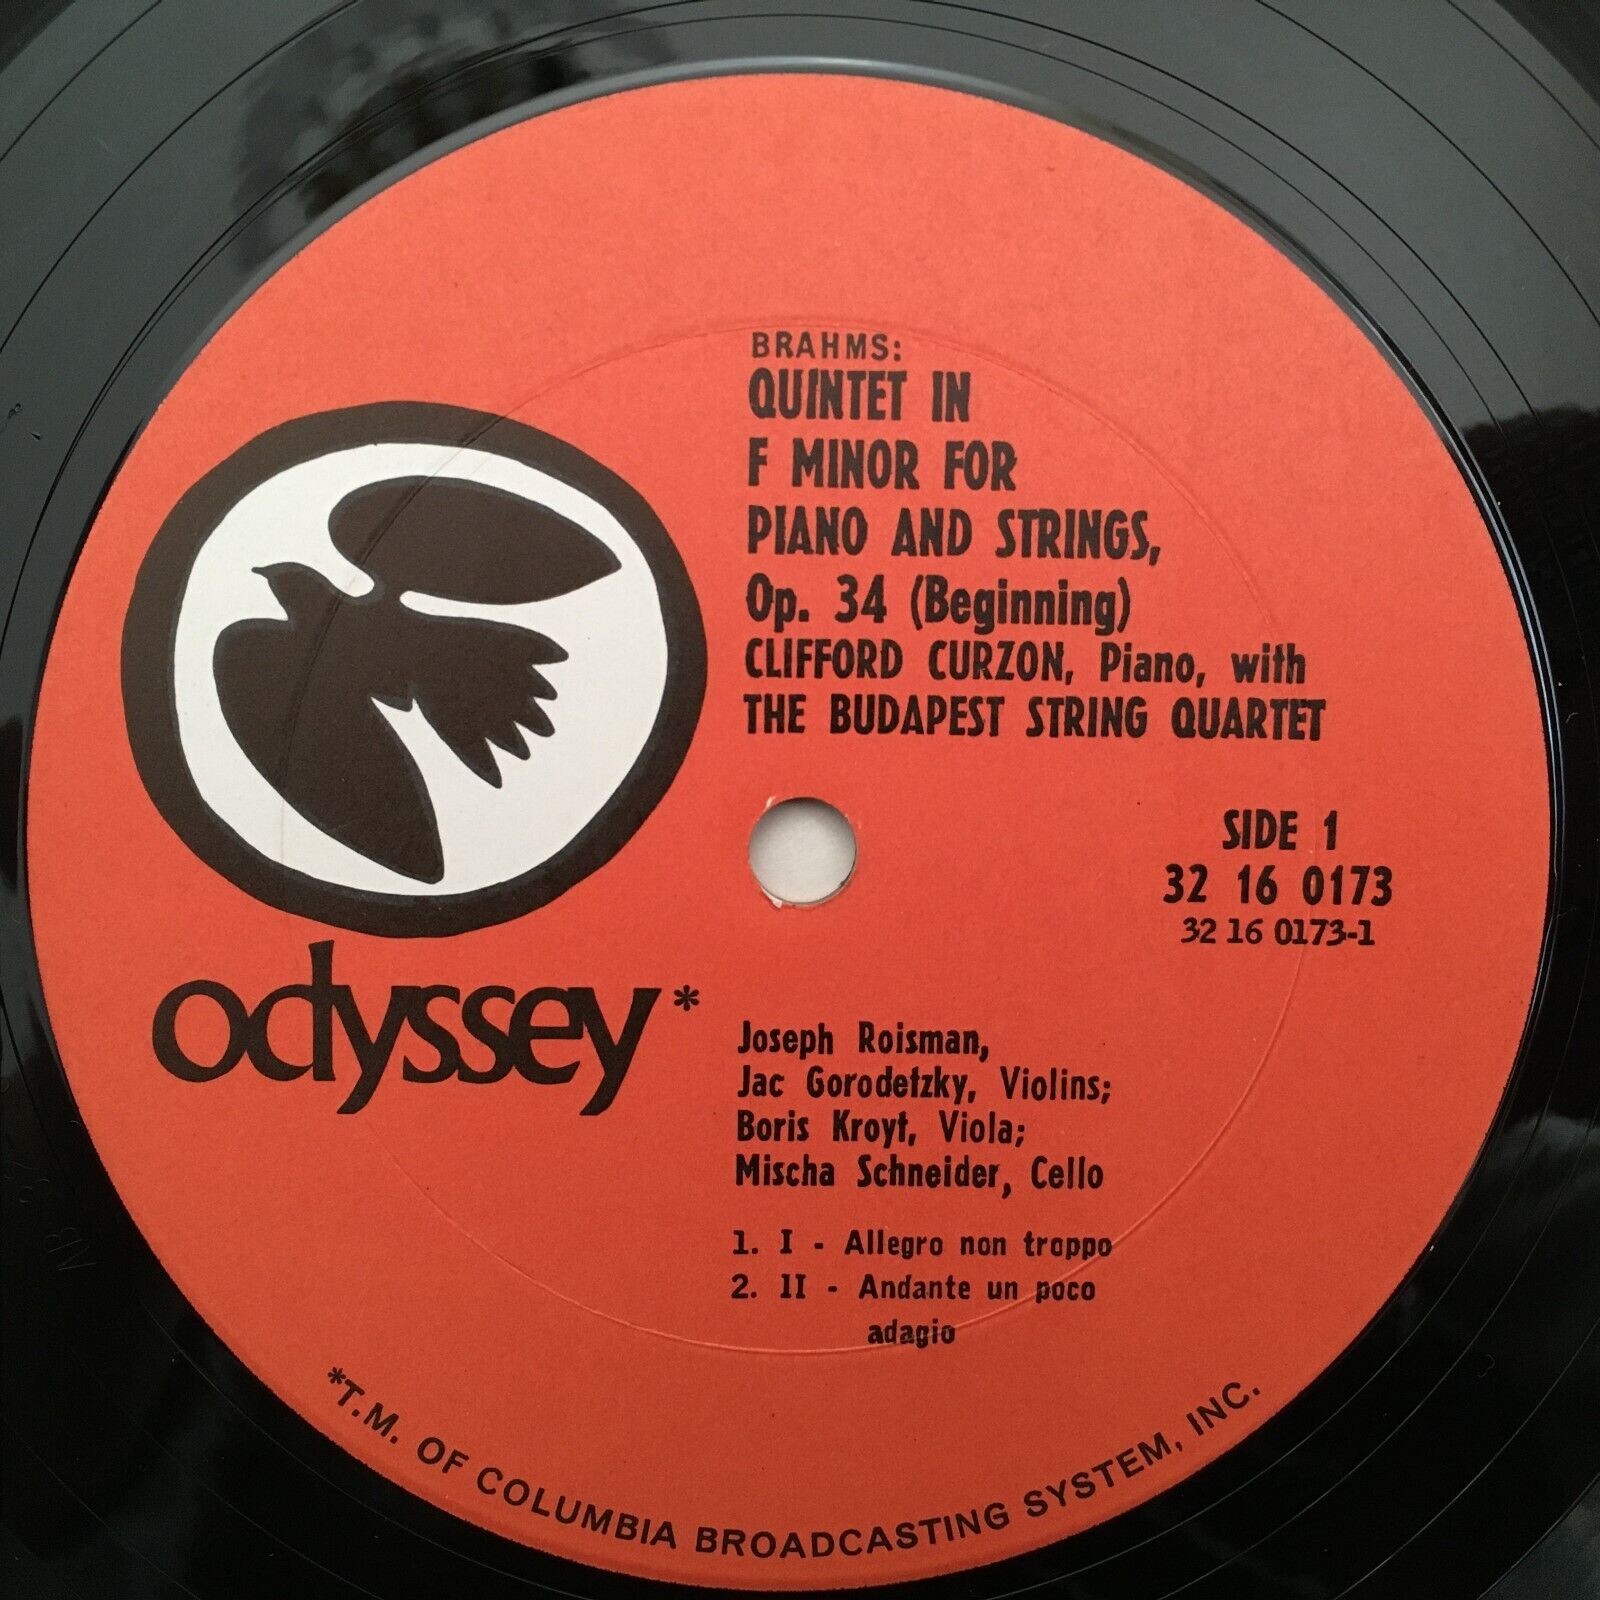 BRAHMS:
QUINTET IN
F MINOR FOR
PIANO AND STRINGS,
Op. 34 (Beginning)
CLIFFORD CURZON, Piano, with
THE BUDAPEST STRING QUARTET
SIDE 1
32 16 0173
32 16 0173-1
odyssey*
Joseph Roisman,
Jac Gorodetzky, Violins;
Boris Kroyt, Viola;
Mischa Schneider, Cello
1. I - Allegro non troppo
2. II - Andante un poco
adagio
*T.M. OF COLUMBIA BROADCASTING SYSTEM, INC.